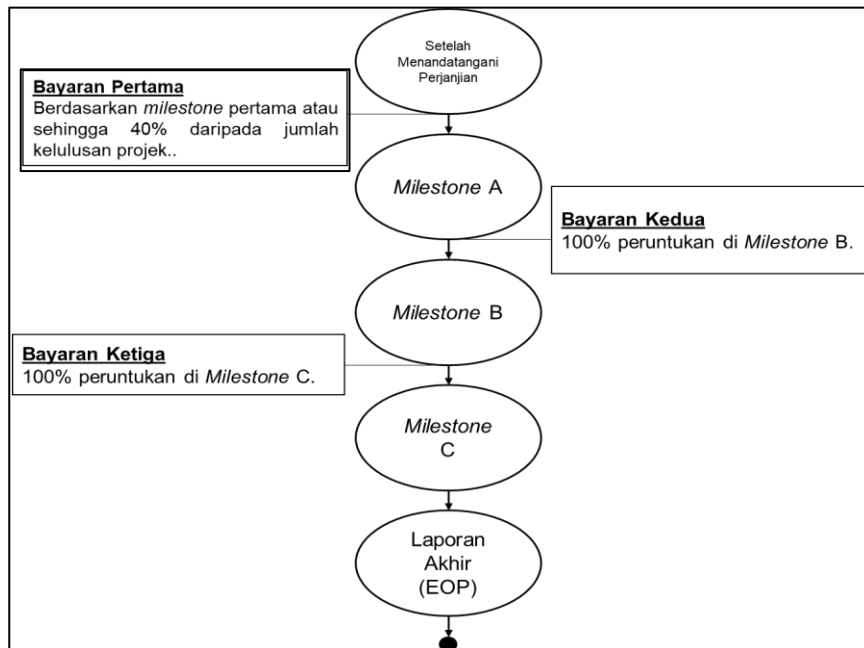 Setelah
Menandatangani
Perjanjian
Bayaran Pertama
Berdasarkan milestone pertama atau
sehingga 40% daripada jumlah
kelulusan projek..
Milestone A
Bayaran Kedua
100% peruntukan di Milestone B.
Milestone B
Bayaran Ketiga
100% peruntukan di Milestone C.
Milestone
C
Laporan
Akhir
(EOP)